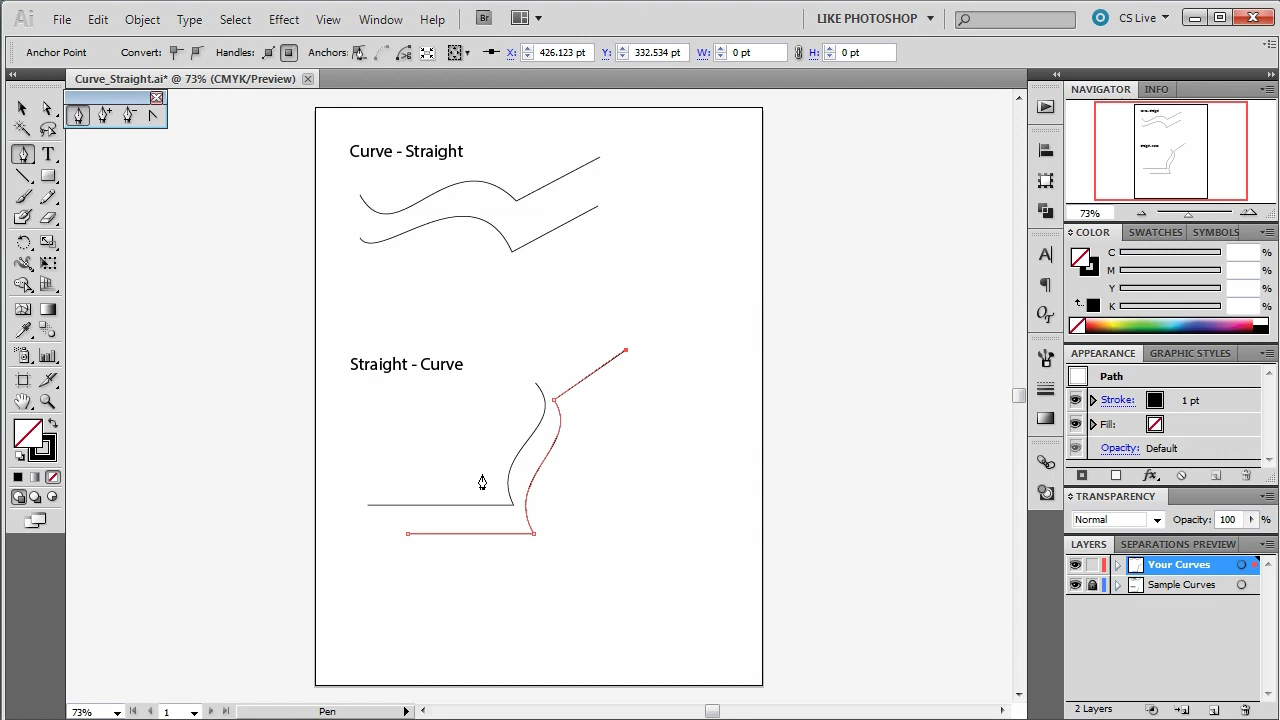 Ai File Edit Object Type Select Effect View Window Help Br LIKE PHOTOSHOP CS Live
Anchor Point Convert: Handles: Anchors: X: 426.123 pt Y: 332.534 pt W: 0 pt H: 0 pt
Curve_Straight.ai* @ 73% (CMYK/Preview)
NAVIGATOR INFO
Curve - Straight
Straight - Curve
73%
COLOR SWATCHES SYMBOLS
C %
M %
Y %
K %
APPEARANCE GRAPHIC STYLES
Path
Stroke: 1 pt
Fill:
Opacity: Default
TRANSPARENCY
Normal Opacity: 100 %
LAYERS SEPARATIONS PREVIEW
Your Curves
Sample Curves
2 Layers
73% 1 Pen